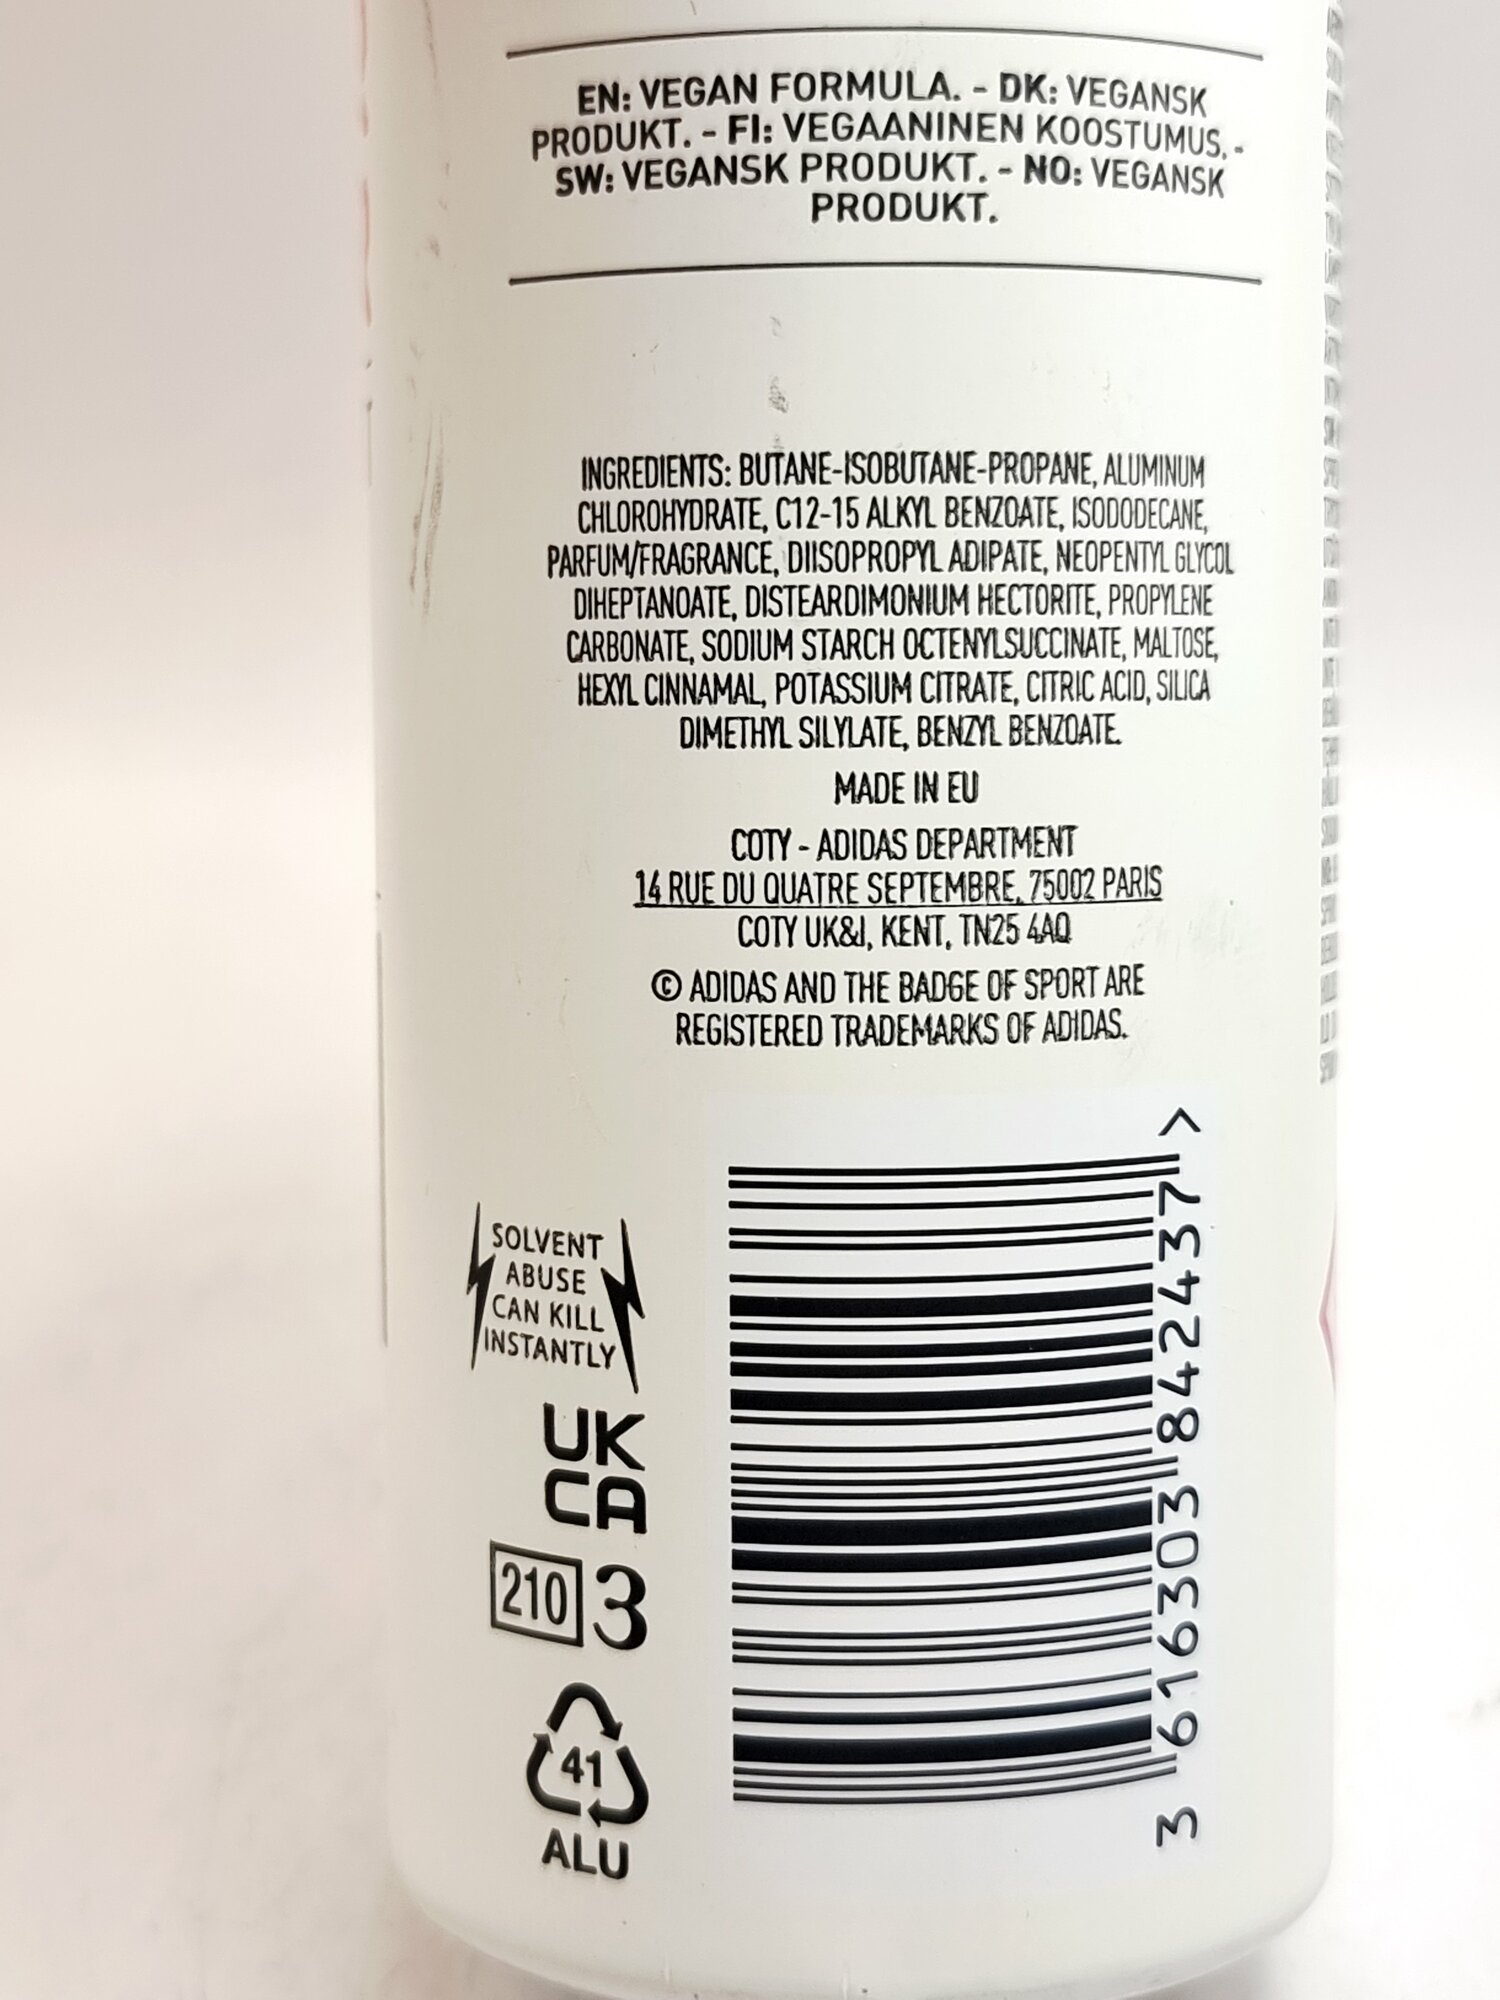 EN: VEGAN FORMULA. - DK: VEGANSK
PRODUKT. - FI: VEGAANINEN KOOSTUMUS. -
SW: VEGANSK PRODUKT. - NO: VEGANSK
PRODUKT.
INGREDIENTS: BUTANE-ISOBUTANE-PROPANE, ALUMINUM
CHLOROHYDRATE, C12-15 ALKYL BENZOATE, ISODODECANE,
PARFUM/FRAGRANCE, DIISOPROPYL ADIPATE, NEOPENTYL GLYCOL
DIHEPTANOATE, DISTEARDIMONIUM HECTORITE, PROPYLENE
CARBONATE, SODIUM STARCH OCTENYLSUCCINATE, MALTOSE,
HEXYL CINNAMAL, POTASSIUM CITRATE, CITRIC ACID, SILICA
DIMETHYL SILYLATE, BENZYL BENZOATE.
MADE IN EU
COTY - ADIDAS DEPARTMENT
14 RUE DU QUATRE SEPTEMBRE, 75002 PARIS
COTY UK&I, KENT, TN25 4AQ
© ADIDAS AND THE BADGE OF SPORT ARE
REGISTERED TRADEMARKS OF ADIDAS.
SOLVENT
ABUSE
CAN KILL
INSTANTLY
UK
CA
210 3
41
ALU
3 616303 842437 >